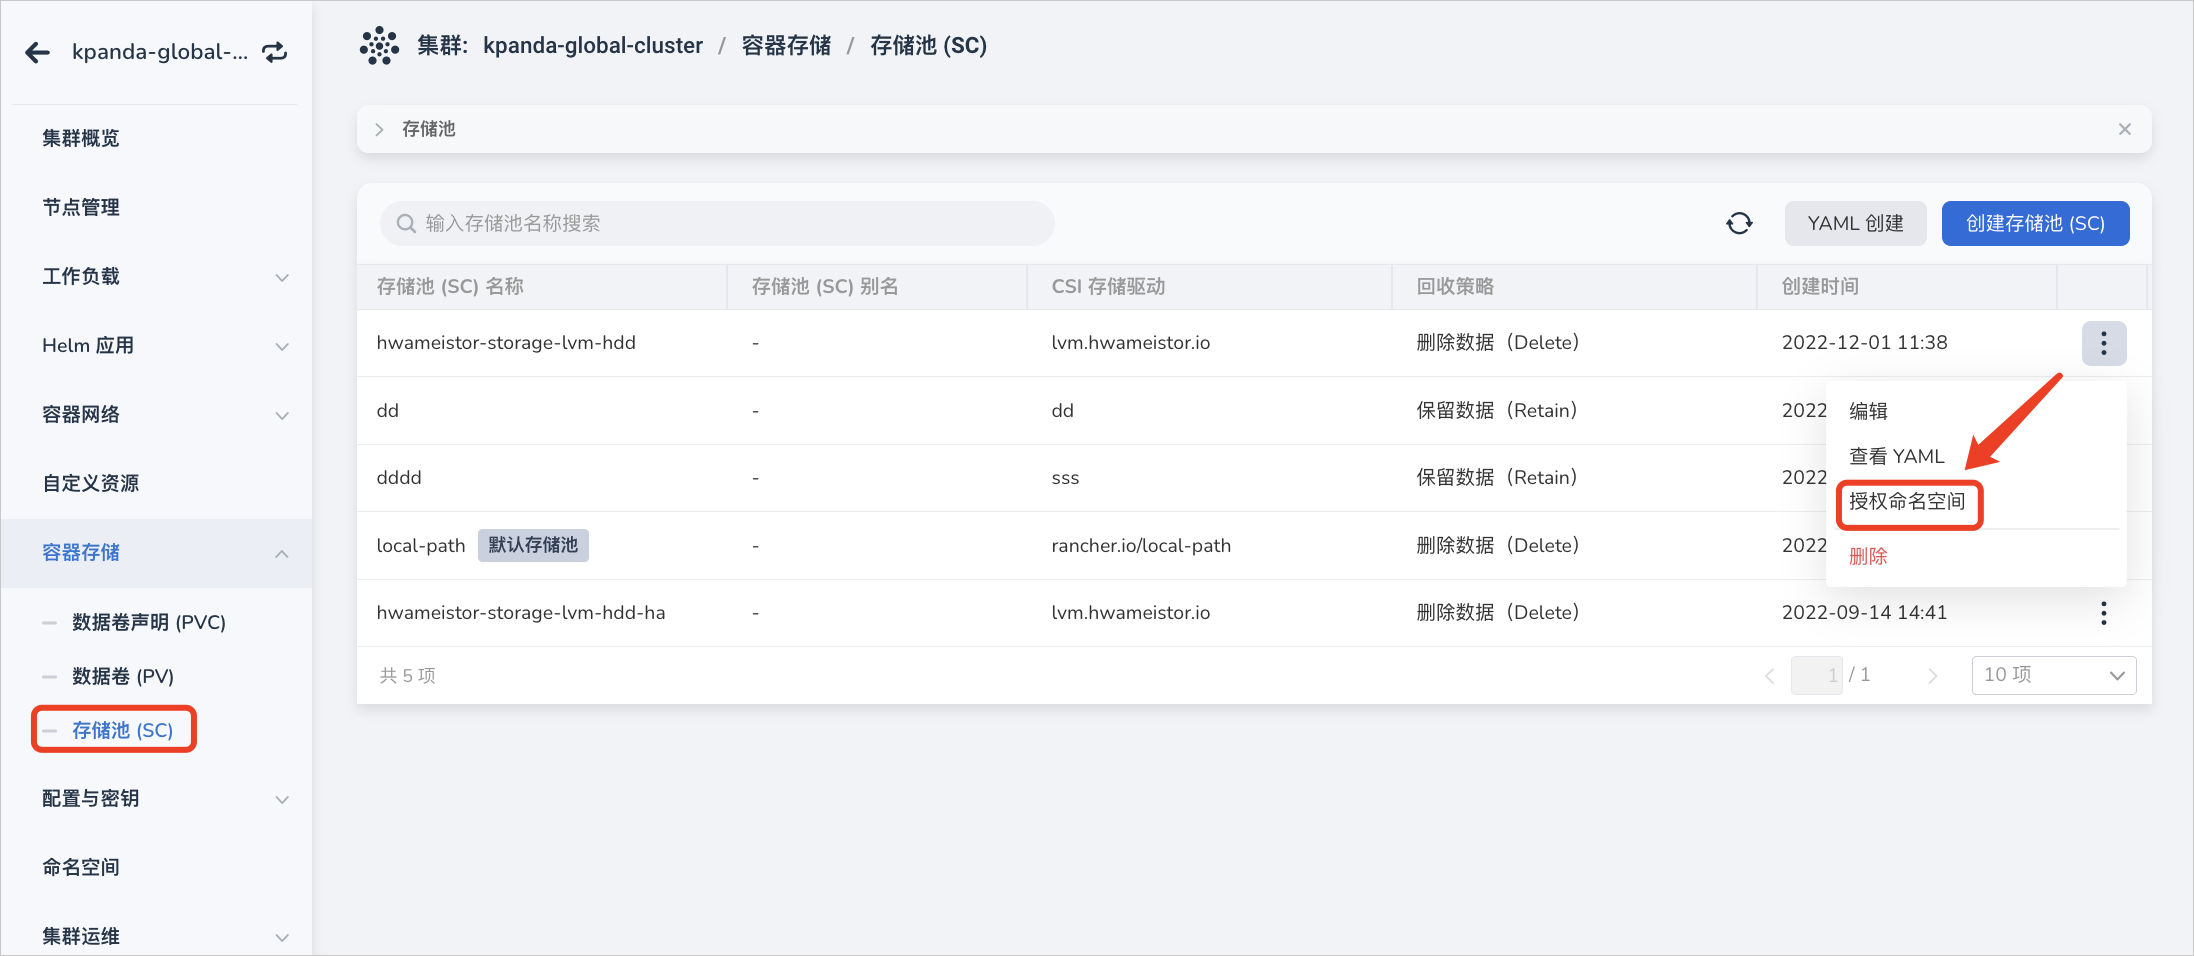 kpanda-global-...
集群: kpanda-global-cluster / 容器存储 / 存储池 (SC)
集群概览
节点管理
工作负载
Helm 应用
容器网络
自定义资源
容器存储
数据卷声明 (PVC)
数据卷 (PV)
存储池 (SC)
配置与密钥
命名空间
集群运维
存储池
输入存储池名称搜索
YAML 创建
创建存储池 (SC)
存储池 (SC) 名称 存储池 (SC) 别名 CSI 存储驱动 回收策略 创建时间
hwameistor-storage-lvm-hdd - lvm.hwameistor.io 删除数据（Delete） 2022-12-01 11:38
dd - dd 保留数据（Retain） 2022
dddd - sss 保留数据（Retain） 2022
local-path 默认存储池 - rancher.io/local-path 删除数据（Delete） 2022
hwameistor-storage-lvm-hdd-ha - lvm.hwameistor.io 删除数据（Delete） 2022-09-14 14:41
编辑
查看 YAML
授权命名空间
删除
共 5 项
1 / 1
10 项